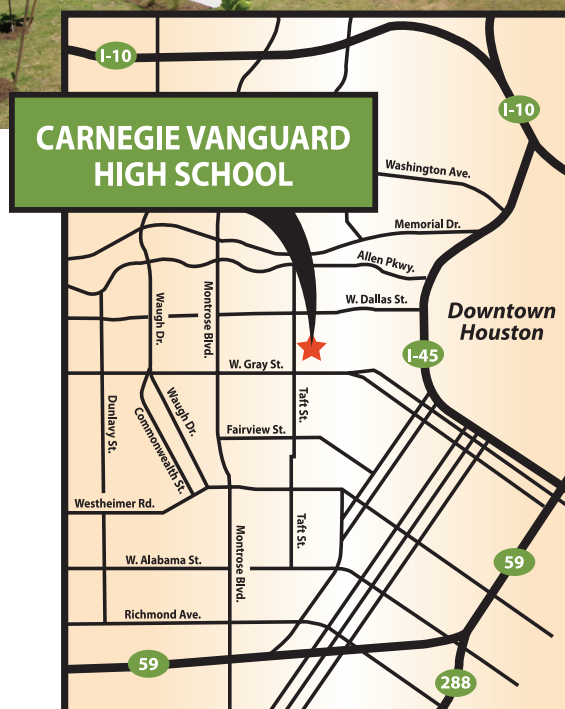 I-10
I-10
CARNEGIE VANGUARD
HIGH SCHOOL
Washington Ave.
Memorial Dr.
Allen Pkwy.
W. Dallas St.
Downtown
Houston
Waugh Dr.
Montrose Blvd.
I-45
W. Gray St.
Dunlavy St.
Commonwealth St.
Waugh Dr.
Taft St.
Fairview St.
Westheimer Rd.
Taft St.
Montrose Blvd.
W. Alabama St.
59
Richmond Ave.
59
288